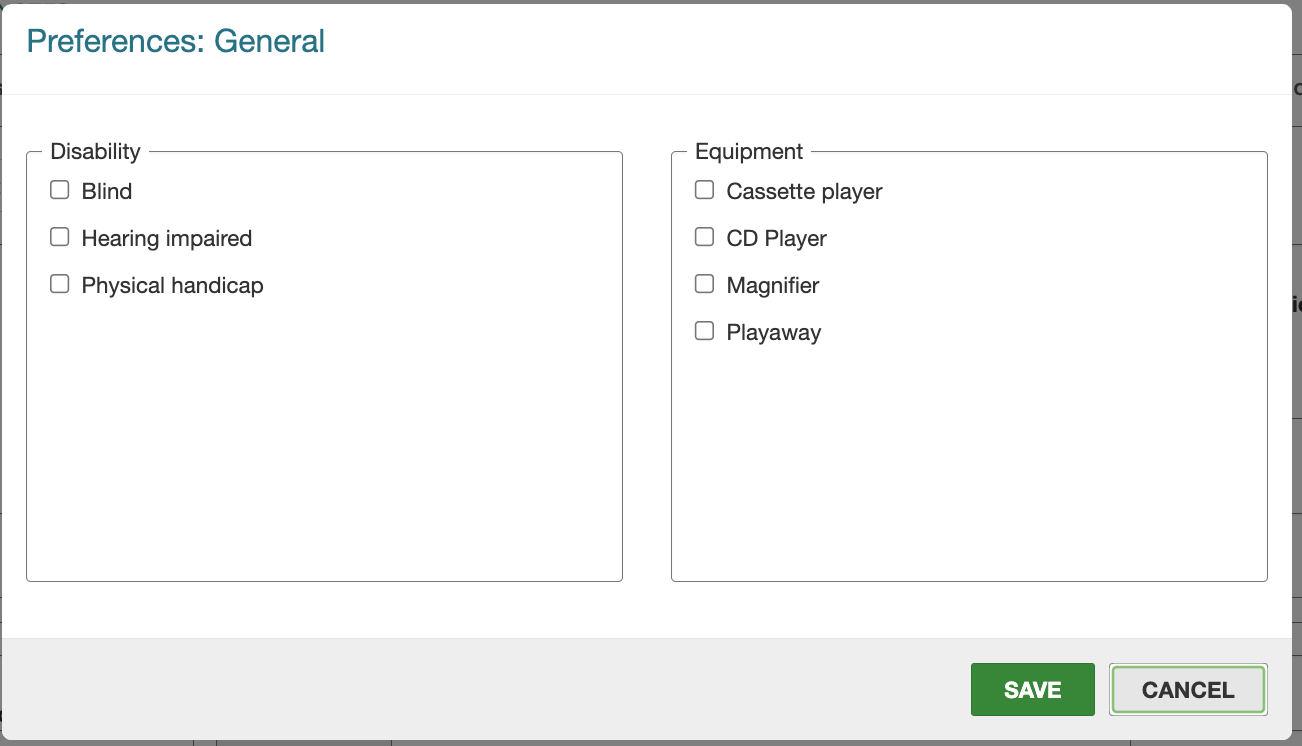 Preferences: General
Disability
Blind
Hearing impaired
Physical handicap
Equipment
Cassette player
CD Player
Magnifier
Playaway
SAVE
CANCEL